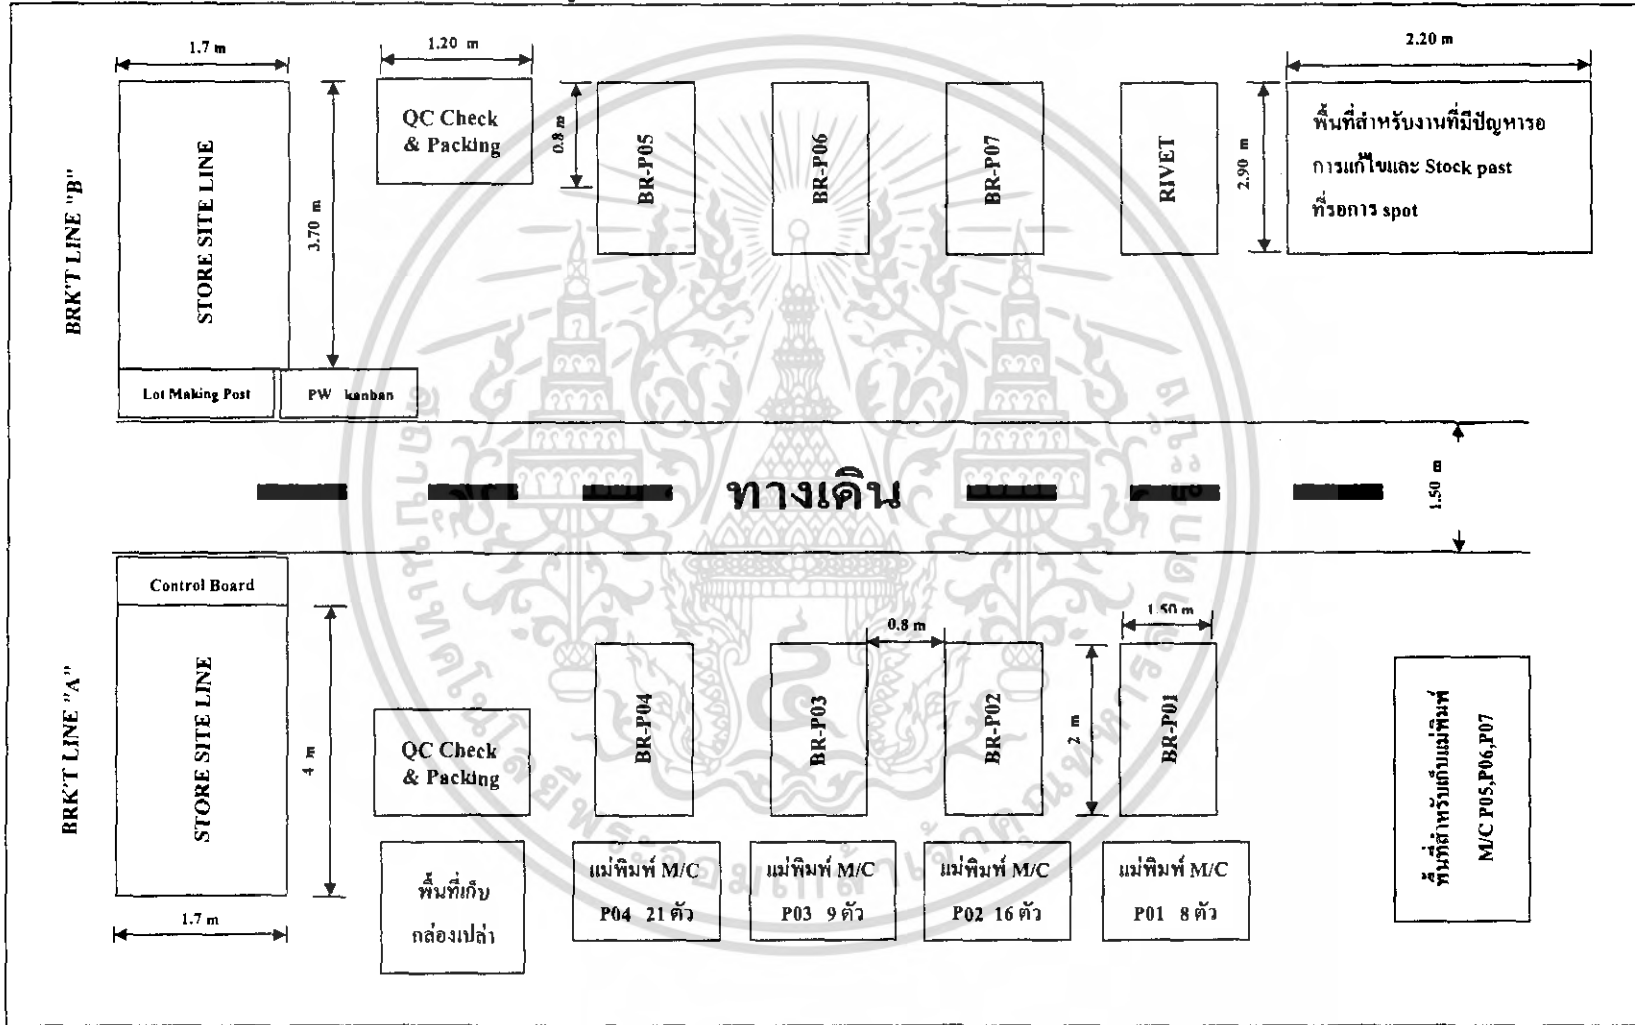 1.7 m
1.20 m
2.20 m
BRK'T LINE "B"
STORE SITE LINE
3.70 m
QC Check
& Packing
0.8 m
BR-P05
BR-P06
BR-P07
RIVET
2.90 m
พื้นที่สำหรับงานที่มีปัญหารอ
การแก้ไขและ Stock past
ที่รอการ spot
Lot Making Post
PW kanban
ทางเดิน
1.50 m
Control Board
BRK'T LINE "A"
STORE SITE LINE
4 m
1.7 m
QC Check
& Packing
BR-P04
BR-P03
0.8 m
BR-P02
2 m
1.50 m
BR-P01
พื้นที่สำหรับเก็บแม่พิมพ์
M/C P05,P06,P07
พื้นที่เก็บ
กล่องเปล่า
แม่พิมพ์ M/C
P04 21 ตัว
แม่พิมพ์ M/C
P03 9 ตัว
แม่พิมพ์ M/C
P02 16 ตัว
แม่พิมพ์ M/C
P01 8 ตัว